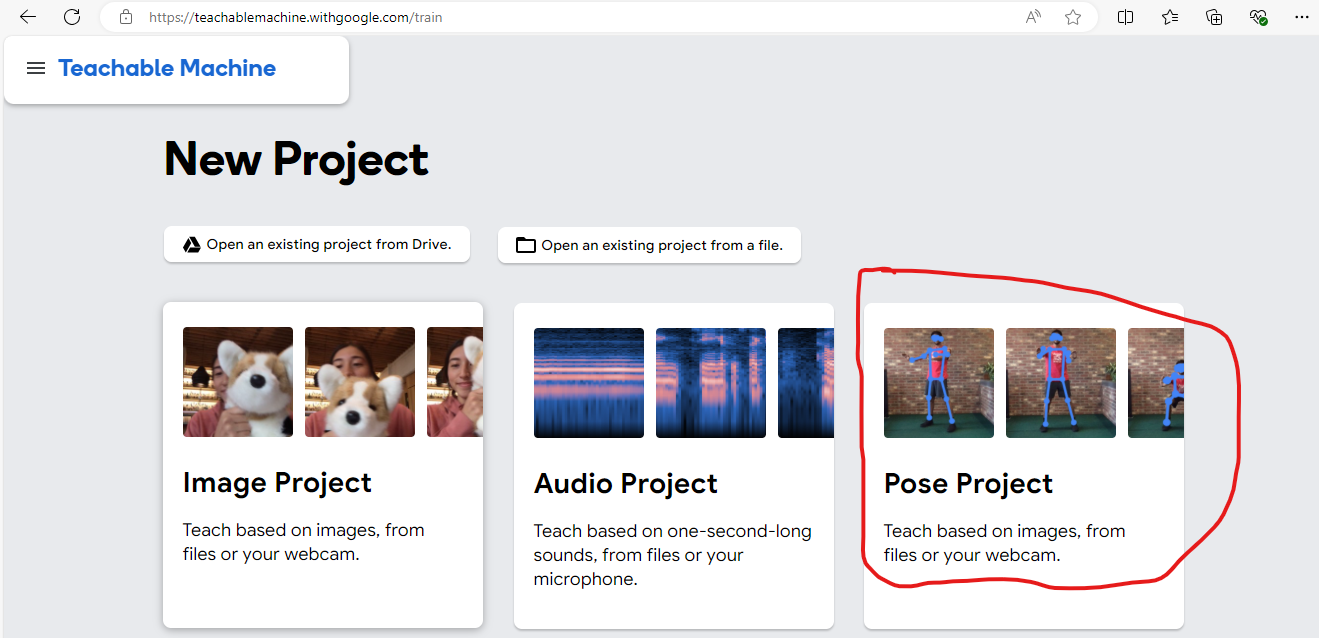 https://teachablemachine.withgoogle.com/train
Teachable Machine
New Project
Open an existing project from Drive.
Open an existing project from a file.
Image Project
Teach based on images, from
files or your webcam.
Audio Project
Teach based on one-second-long
sounds, from files or your
microphone.
Pose Project
Teach based on images, from
files or your webcam.